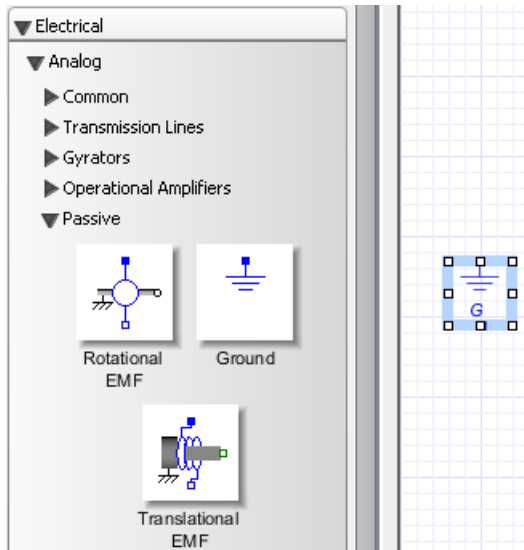 Electrical
Analog
Common
Transmission Lines
Gyrators
Operational Amplifiers
Passive
Rotational
EMF
Ground
G
Translational
EMF